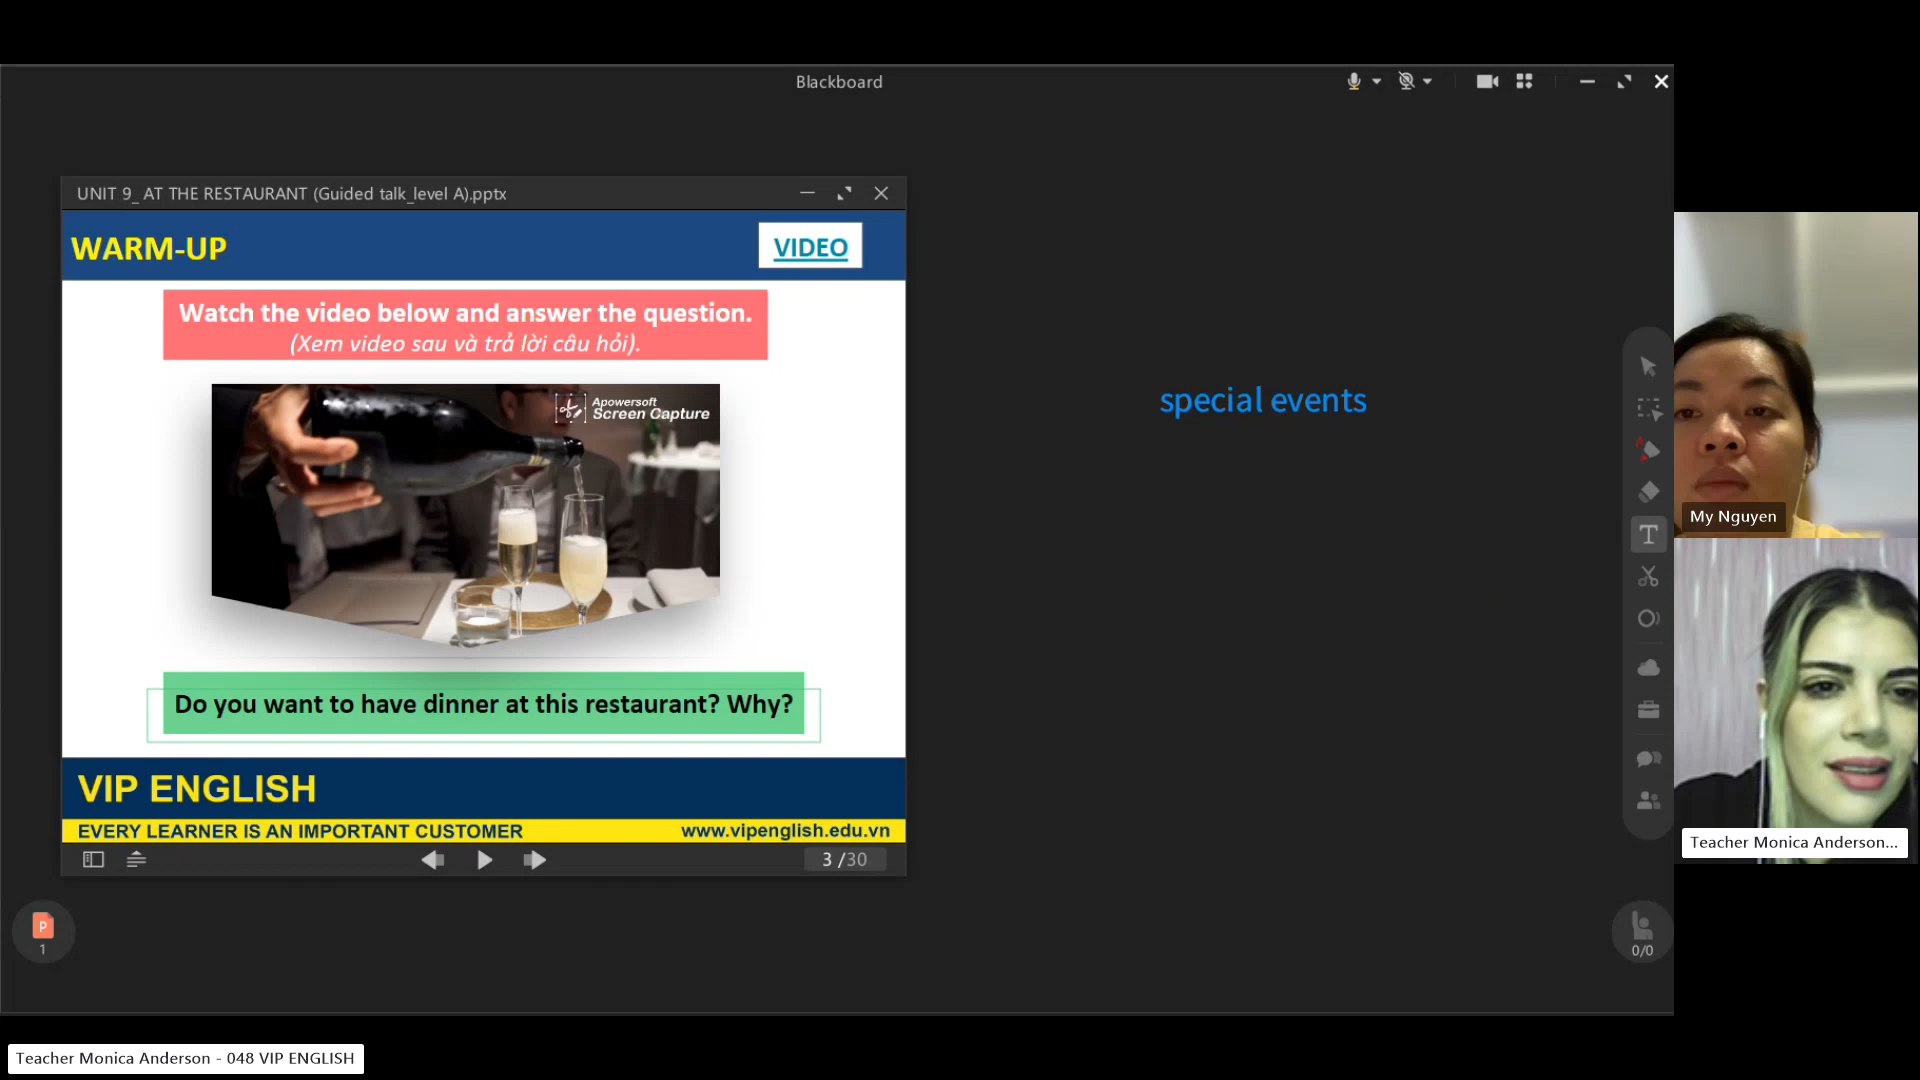 Blackboard
UNIT 9_ AT THE RESTAURANT (Guided talk_level A).pptx
WARM-UP
VIDEO
Watch the video below and answer the question.
(Xem video sau và trả lời câu hỏi).
Apowersoft
Screen Capture
Do you want to have dinner at this restaurant? Why?
VIP ENGLISH
EVERY LEARNER IS AN IMPORTANT CUSTOMER
www.vipenglish.edu.vn
3 /30
special events
T
My Nguyen
Teacher Monica Anderson...
P
1
0/0
Teacher Monica Anderson - 048 VIP ENGLISH